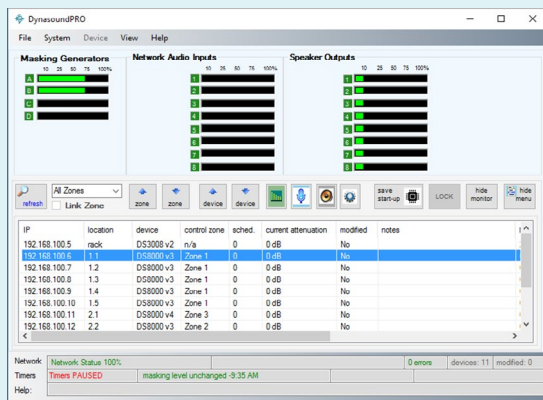 DynasoundPRO
File System Device View Help
Masking Generators Network Audio Inputs Speaker Outputs
10 25 50 75 100% 10 25 50 75 100% 10 25 50 75 100%
A 1 1
B 2 2
C 3 3
D 4 4
5 5
6 6
7 7
8 8
refresh All Zones Link Zone zone zone device device save start-up LOCK hide monitor hide menu
IP location device control zone sched. current attenuation modified notes
192.168.100.5 rack DS3008 v2 n/a 0 0 dB No
192.168.100.6 1.1 DS8000 v3 Zone 1 0 0 dB No
192.168.100.7 1.2 DS8000 v3 Zone 1 0 0 dB No
192.168.100.8 1.3 DS8000 v3 Zone 1 0 0 dB No
192.168.100.9 1.4 DS8000 v3 Zone 1 0 0 dB No
192.168.100.10 1.5 DS8000 v3 Zone 1 0 0 dB No
192.168.100.11 2.1 DS8000 v4 Zone 3 0 0 dB No
192.168.100.12 2.2 DS8000 v3 Zone 2 0 0 dB No
Network Network Status 100% 0 errors devices: 11 modified: 0
Timers Timers PAUSED masking level unchanged -9:35 AM
Help: